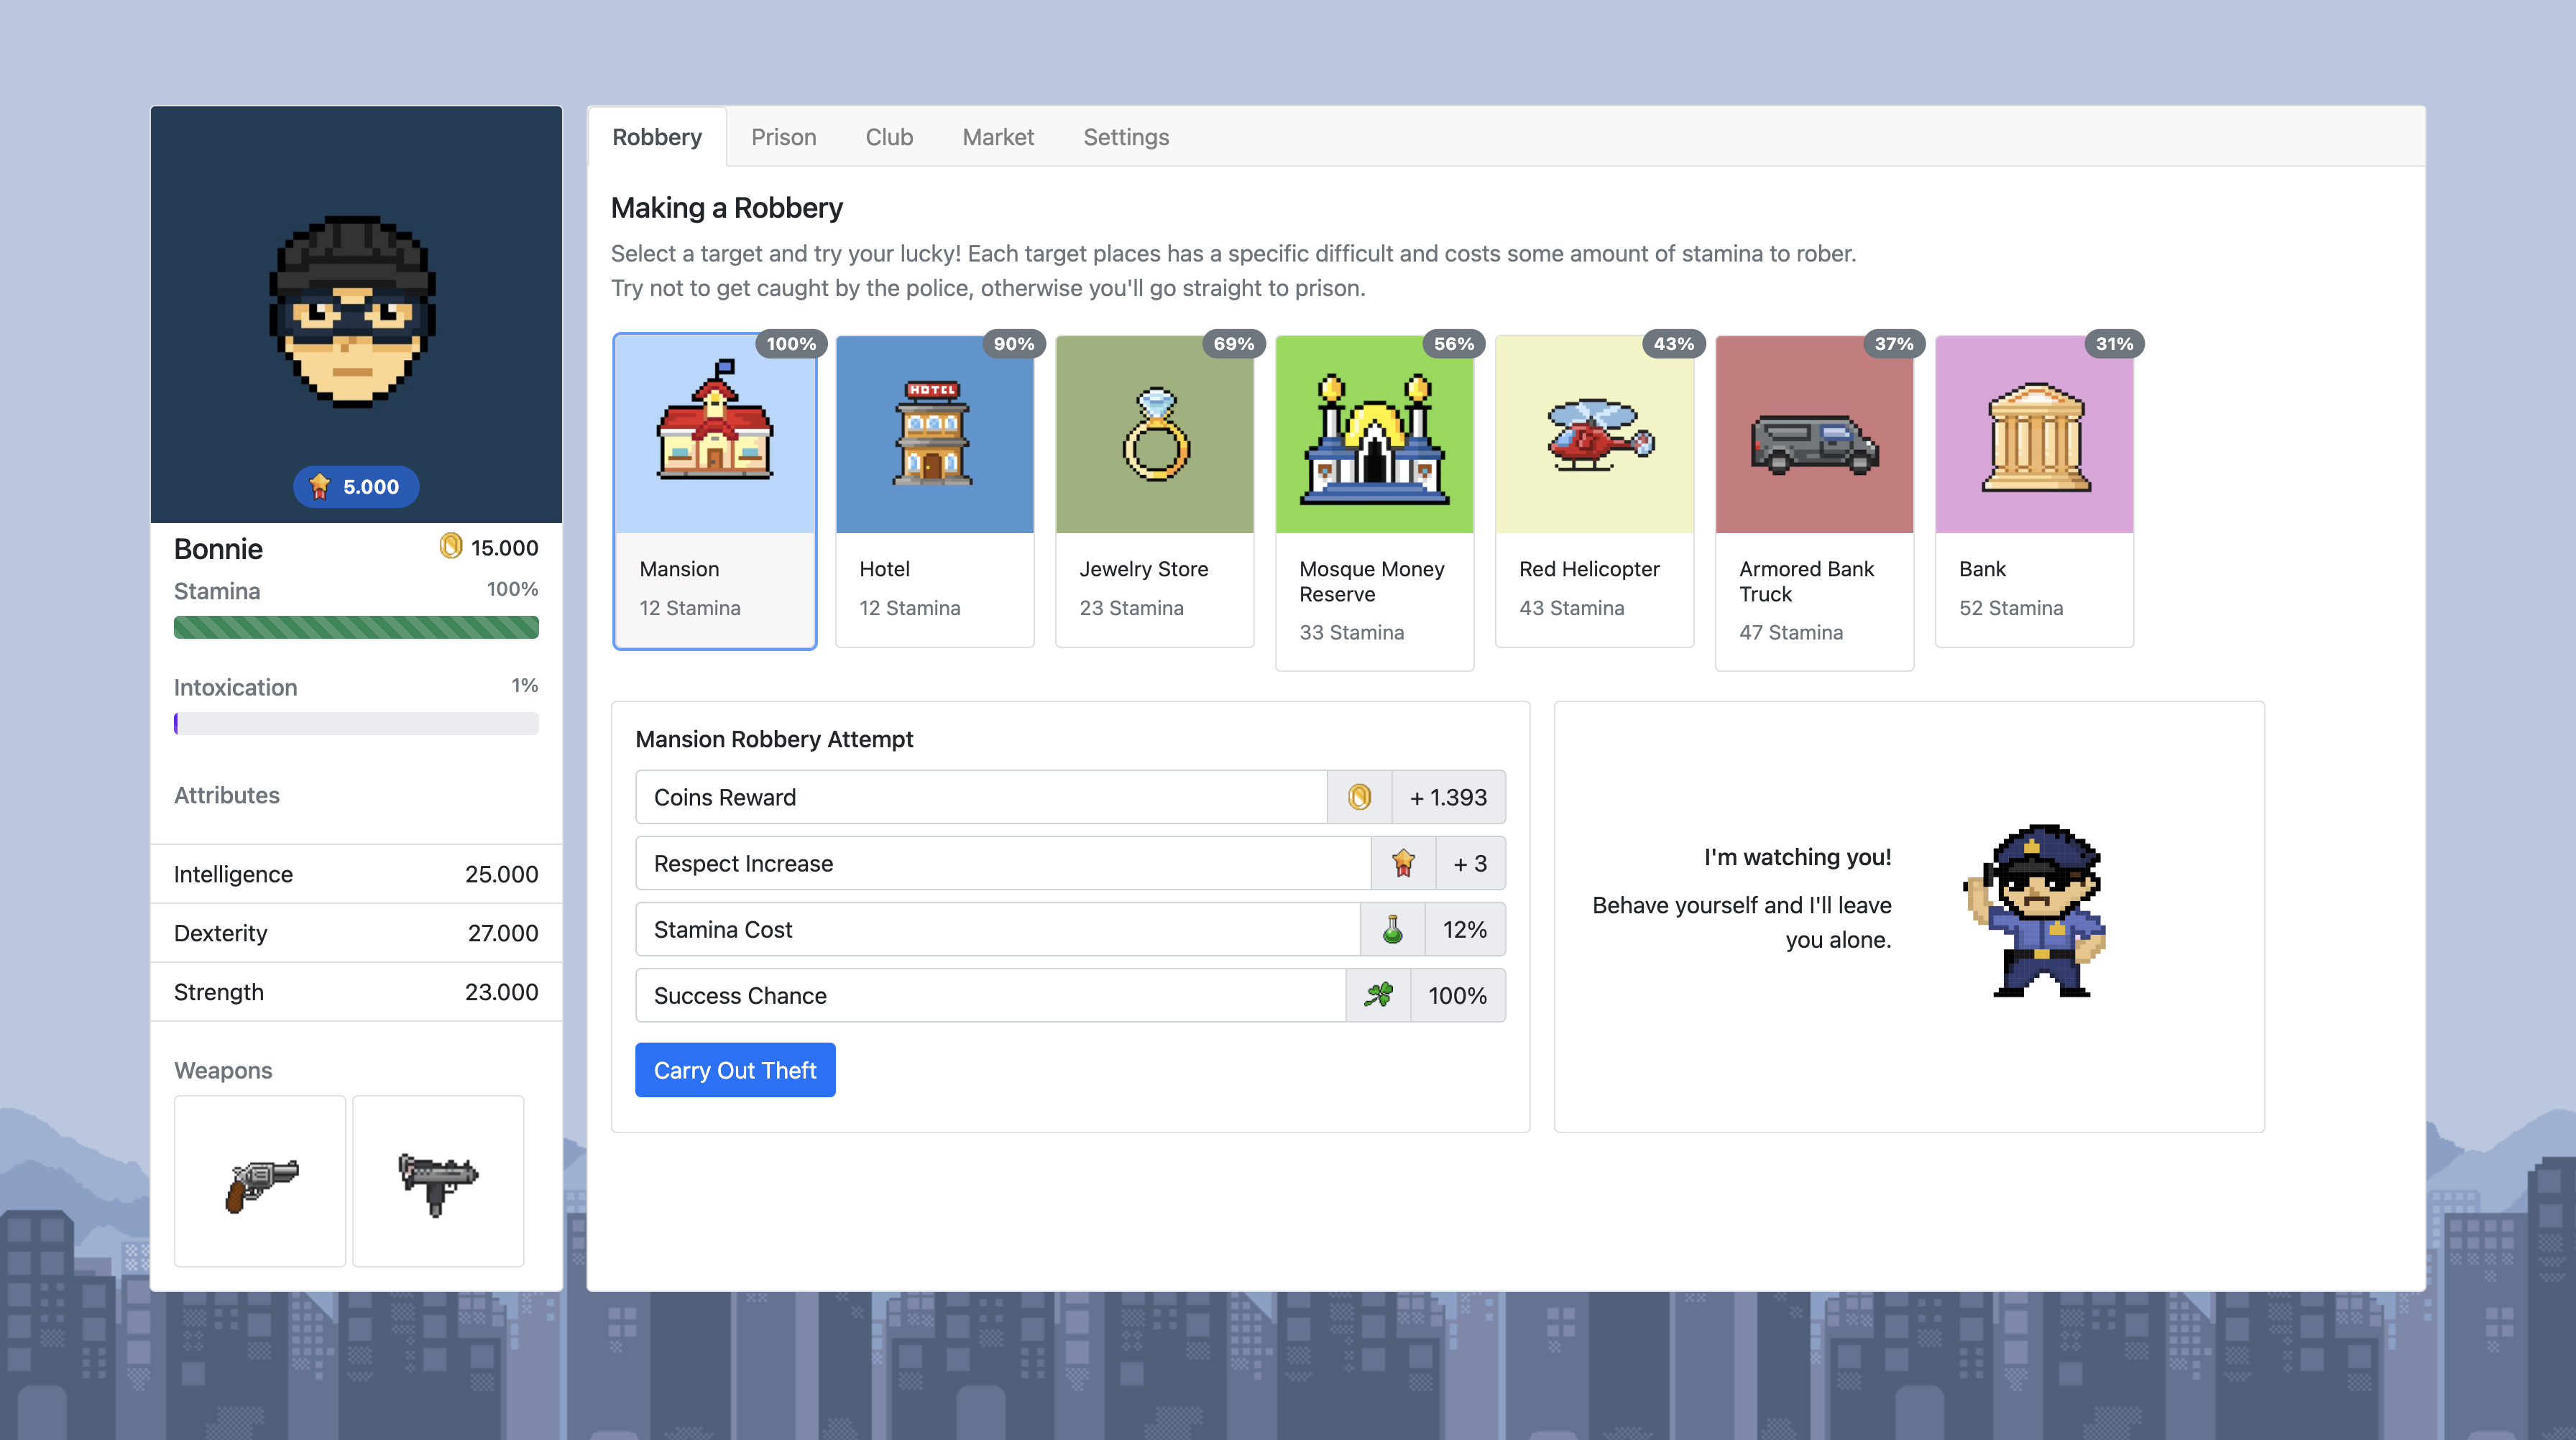 5.000
Bonnie
15.000
Stamina
100%
Intoxication
1%
Attributes
Intelligence
25.000
Dexterity
27.000
Strength
23.000
Weapons
Robbery
Prison
Club
Market
Settings
Making a Robbery
Select a target and try your lucky! Each target places has a specific difficult and costs some amount of stamina to rober.
Try not to get caught by the police, otherwise you'll go straight to prison.
100%
Mansion
12 Stamina
90%
HOTEL
Hotel
12 Stamina
69%
Jewelry Store
23 Stamina
56%
Mosque Money
Reserve
33 Stamina
43%
Red Helicopter
43 Stamina
37%
Armored Bank
Truck
47 Stamina
31%
Bank
52 Stamina
Mansion Robbery Attempt
Coins Reward
+ 1.393
Respect Increase
+ 3
Stamina Cost
12%
Success Chance
100%
Carry Out Theft
I'm watching you!
Behave yourself and I'll leave
you alone.